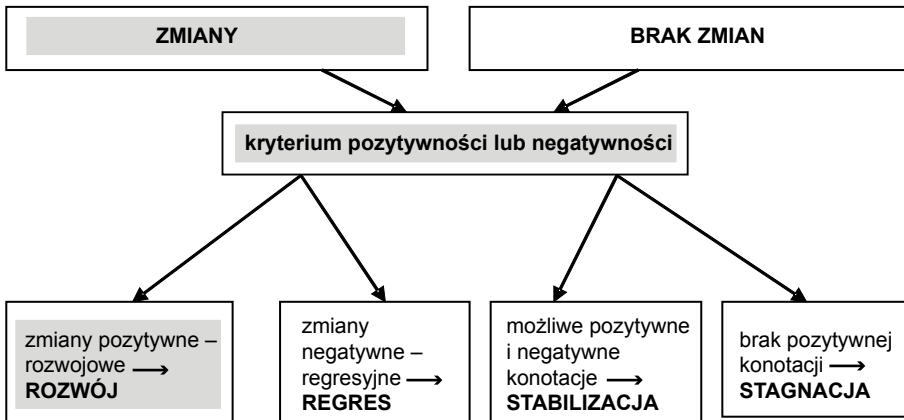 ZMIANY
BRAK ZMIAN
kryterium pozytywności lub negatywności
zmiany pozytywne –
rozwojowe →
ROZWÓJ
zmiany
negatywne –
regresyjne →
REGRES
możliwe pozytywne
i negatywne
konotacje →
STABILIZACJA
brak pozytywnej
konotacji →
STAGNACJA